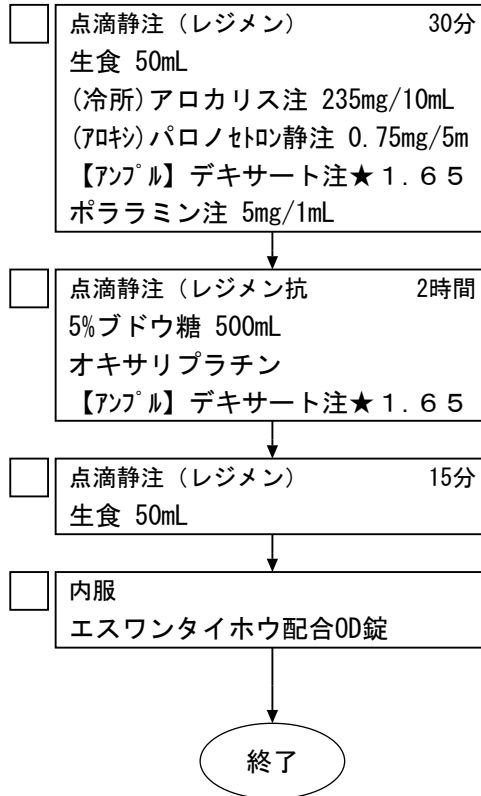 点滴静注（レジメン） 30分
生食 50mL
(冷所)アロカリス注 235mg/10mL
(ｱﾛｷｼ)パロノｾﾄﾛﾝ静注 0.75mg/5m
【ｱﾝﾌﾟﾙ】デキサート注★１.６５
ポララミン注 5mg/1mL
点滴静注（レジメン抗 2時間
5%ブドウ糖 500mL
オキサリプラチン
【ｱﾝﾌﾟﾙ】デキサート注★１.６５
点滴静注（レジメン） 15分
生食 50mL
内服
エスワンタイホウ配合OD錠
終了